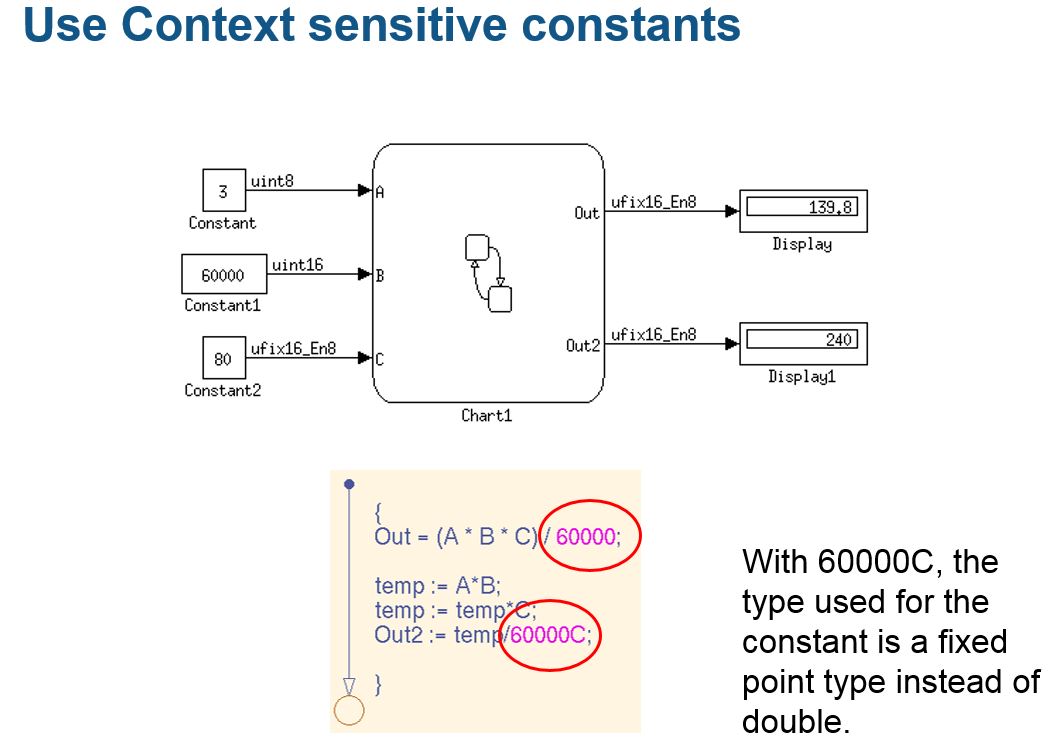 Use Context sensitive constants
3
uint8
A
Constant
Out
ufix16_En8
139.8
Display
60000
uint16
B
Constant1
80
ufix16_En8
C
Constant2
Out2
ufix16_En8
240
Display1
Chart1
{
Out = (A * B * C) / 60000;
temp := A*B;
temp := temp*C;
Out2 := temp/60000C;
}
With 60000C, the
type used for the
constant is a fixed
point type instead of
double.